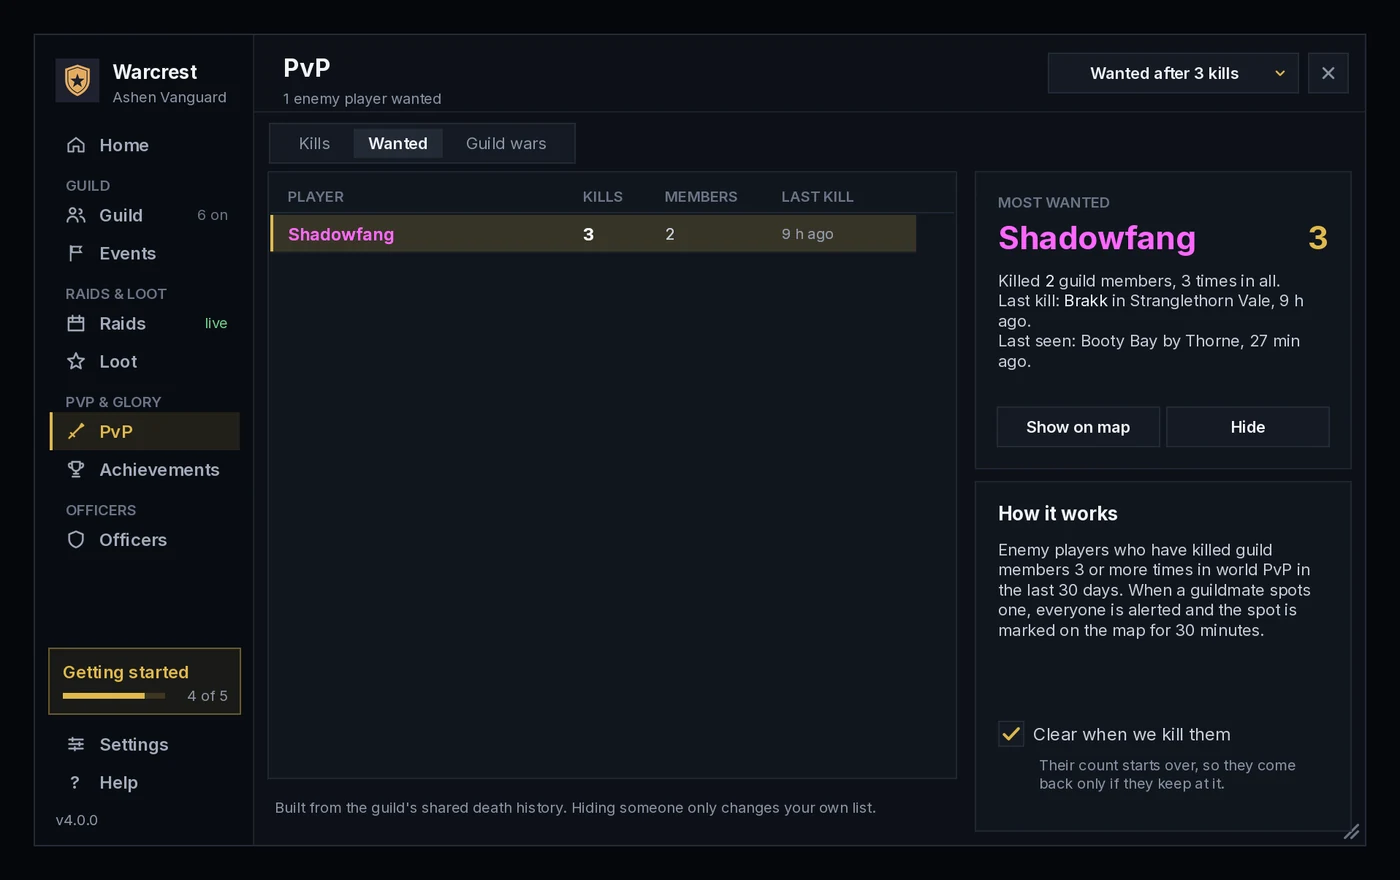 Warcrest
Ashen Vanguard
Home
GUILD
Guild 6 on
Events
RAIDS & LOOT
Raids live
Loot
PVP & GLORY
PvP
Achievements
OFFICERS
Officers
Getting started
4 of 5
Settings
? Help
v4.0.0
PvP
1 enemy player wanted
Wanted after 3 kills
Kills Wanted Guild wars
PLAYER KILLS MEMBERS LAST KILL
Shadowfang 3 2 9 h ago
Built from the guild's shared death history. Hiding someone only changes your own list.
MOST WANTED
Shadowfang 3
Killed 2 guild members, 3 times in all.
Last kill: Brakk in Stranglethorn Vale, 9 h
ago.
Last seen: Booty Bay by Thorne, 27 min
ago.
Show on map Hide
How it works
Enemy players who have killed guild
members 3 or more times in world PvP in
the last 30 days. When a guildmate spots
one, everyone is alerted and the spot is
marked on the map for 30 minutes.
Clear when we kill them
Their count starts over, so they come
back only if they keep at it.